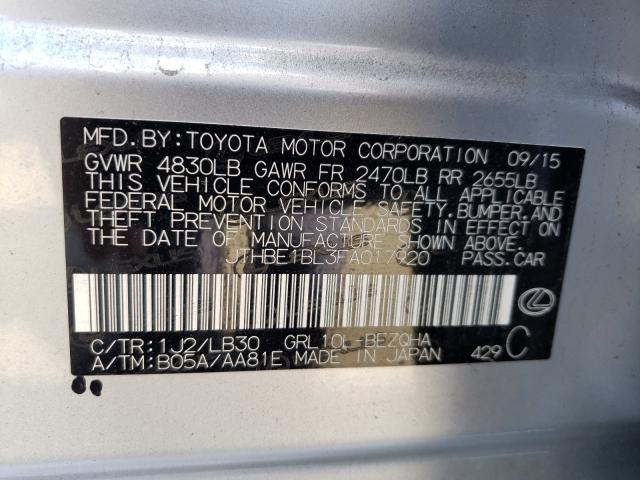 MFD. BY: TOYOTA MOTOR CORPORATION 09/15
GVWR 4830LB GAWR FR 2470LB RR 2655LB
THIS VEHICLE CONFORMS TO ALL APPLICABLE
FEDERAL MOTOR VEHICLE SAFETY, BUMPER, AND
THEFT PREVENTION STANDARDS IN EFFECT ON
THE DATE OF MANUFACTURE SHOWN ABOVE.
JTHBE1BL3FA017920 PASS.CAR
C/TR: 1J2/LB30 GRL10L-BEZQHA
A/TM: B05A/AA81E MADE IN JAPAN 429 C